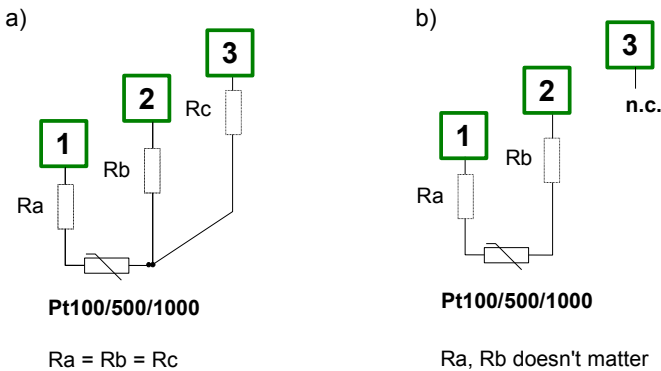 a)
1
2
3
Ra
Rb
Rc
Pt100/500/1000
Ra = Rb = Rc
b)
1
2
3
n.c.
Ra
Rb
Pt100/500/1000
Ra, Rb doesn't matter